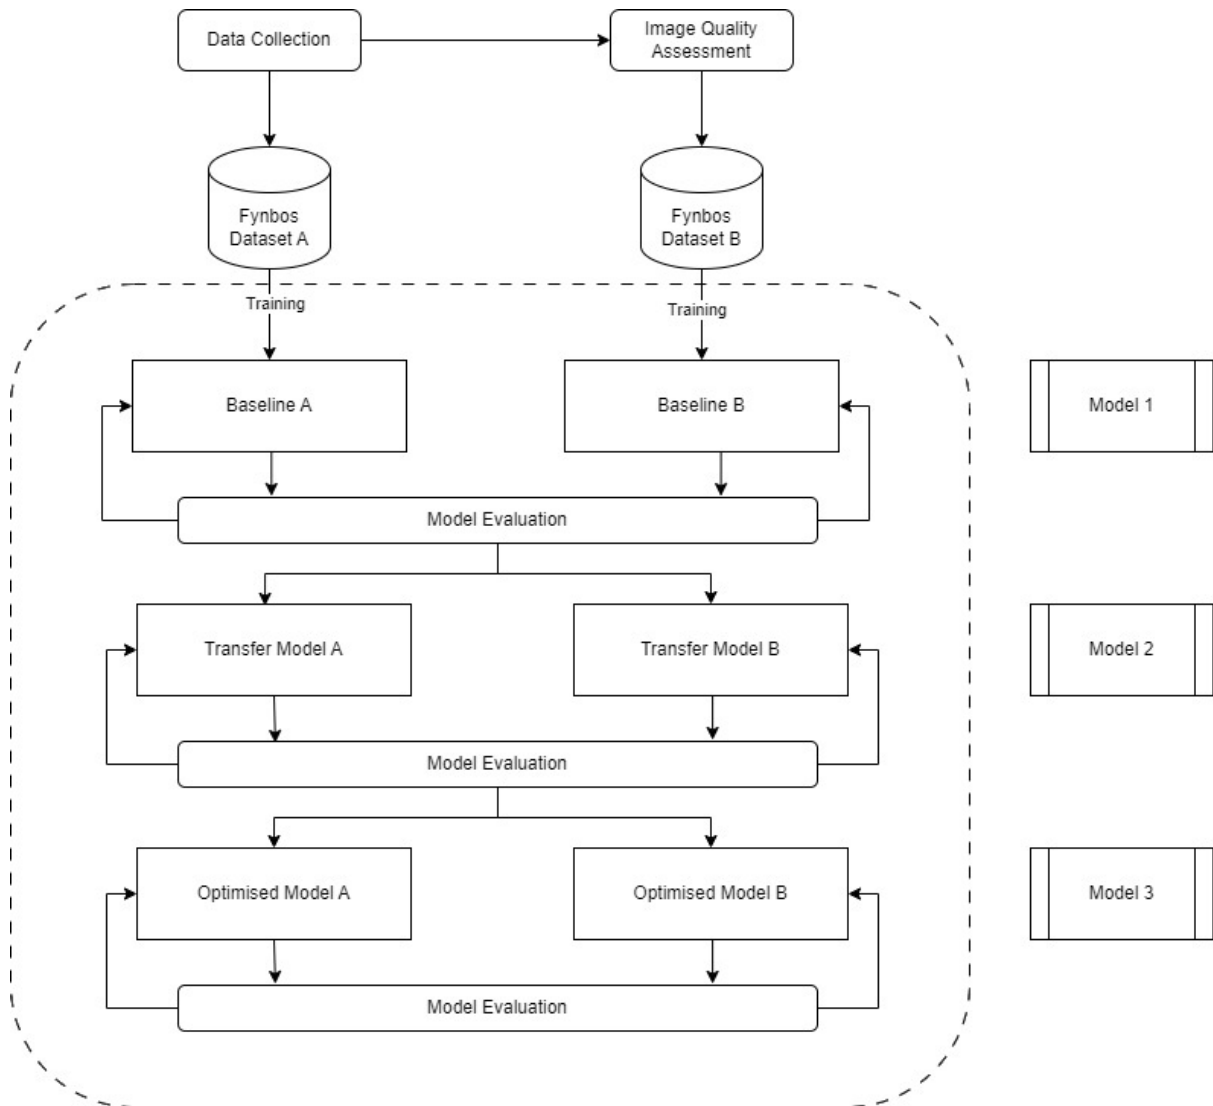 Data Collection
Image Quality
Assessment
Fynbos
Dataset A
Fynbos
Dataset B
Training
Training
Baseline A
Baseline B
Model 1
Model Evaluation
Transfer Model A
Transfer Model B
Model 2
Model Evaluation
Optimised Model A
Optimised Model B
Model 3
Model Evaluation